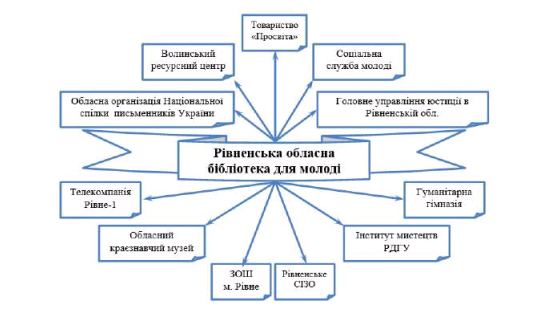 Товариство
«Просвіта»
Волинський
ресурсний центр
Соціальна
служба молоді
Обласна організація Національної
спілки письменників України
Головне управління юстиції в
Рівненській обл.
Рівненська обласна
бібліотека для молоді
Телекомпанія
Рівне-1
Гуманітарна
гімназія
Обласний
краєзнавчий музей
Інститут мистецтв
РДГУ
ЗОШ
м. Рівне
Рівненське
СІЗО